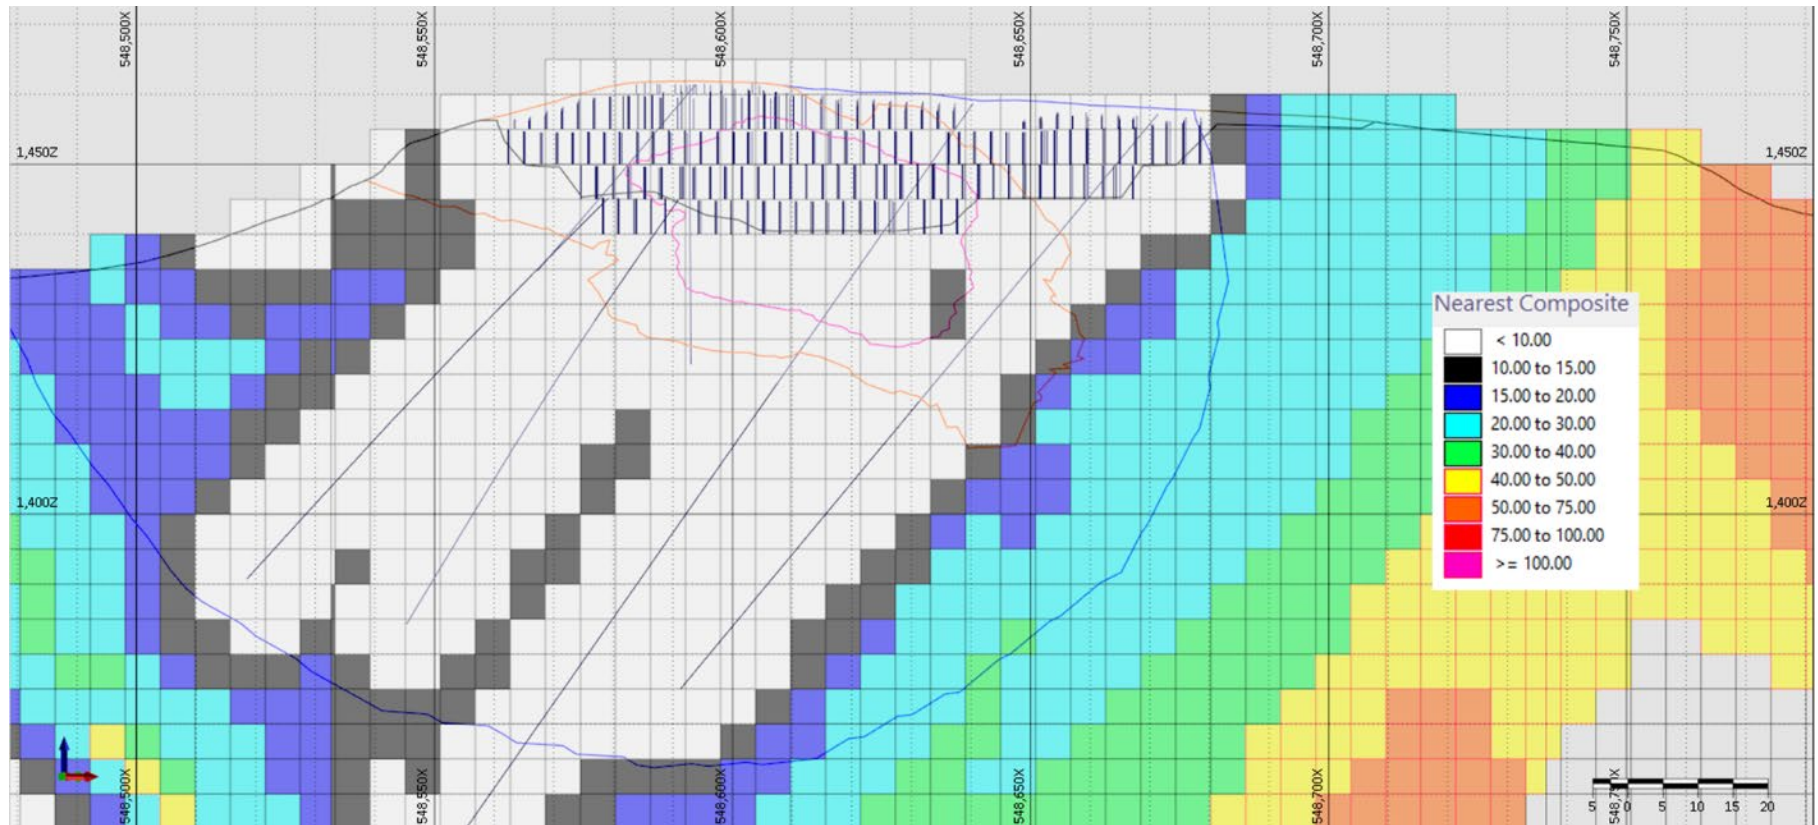 548,500X
548,550X
548,600X
548,650X
548,700X
548,750X
1,450Z
1,450Z
Nearest Composite
< 10.00
10.00 to 15.00
15.00 to 20.00
20.00 to 30.00
30.00 to 40.00
40.00 to 50.00
50.00 to 75.00
75.00 to 100.00
>= 100.00
1,400Z
1,400Z
548,500X
548,550X
548,600X
548,650X
548,700X
5 0 5 10 15 20